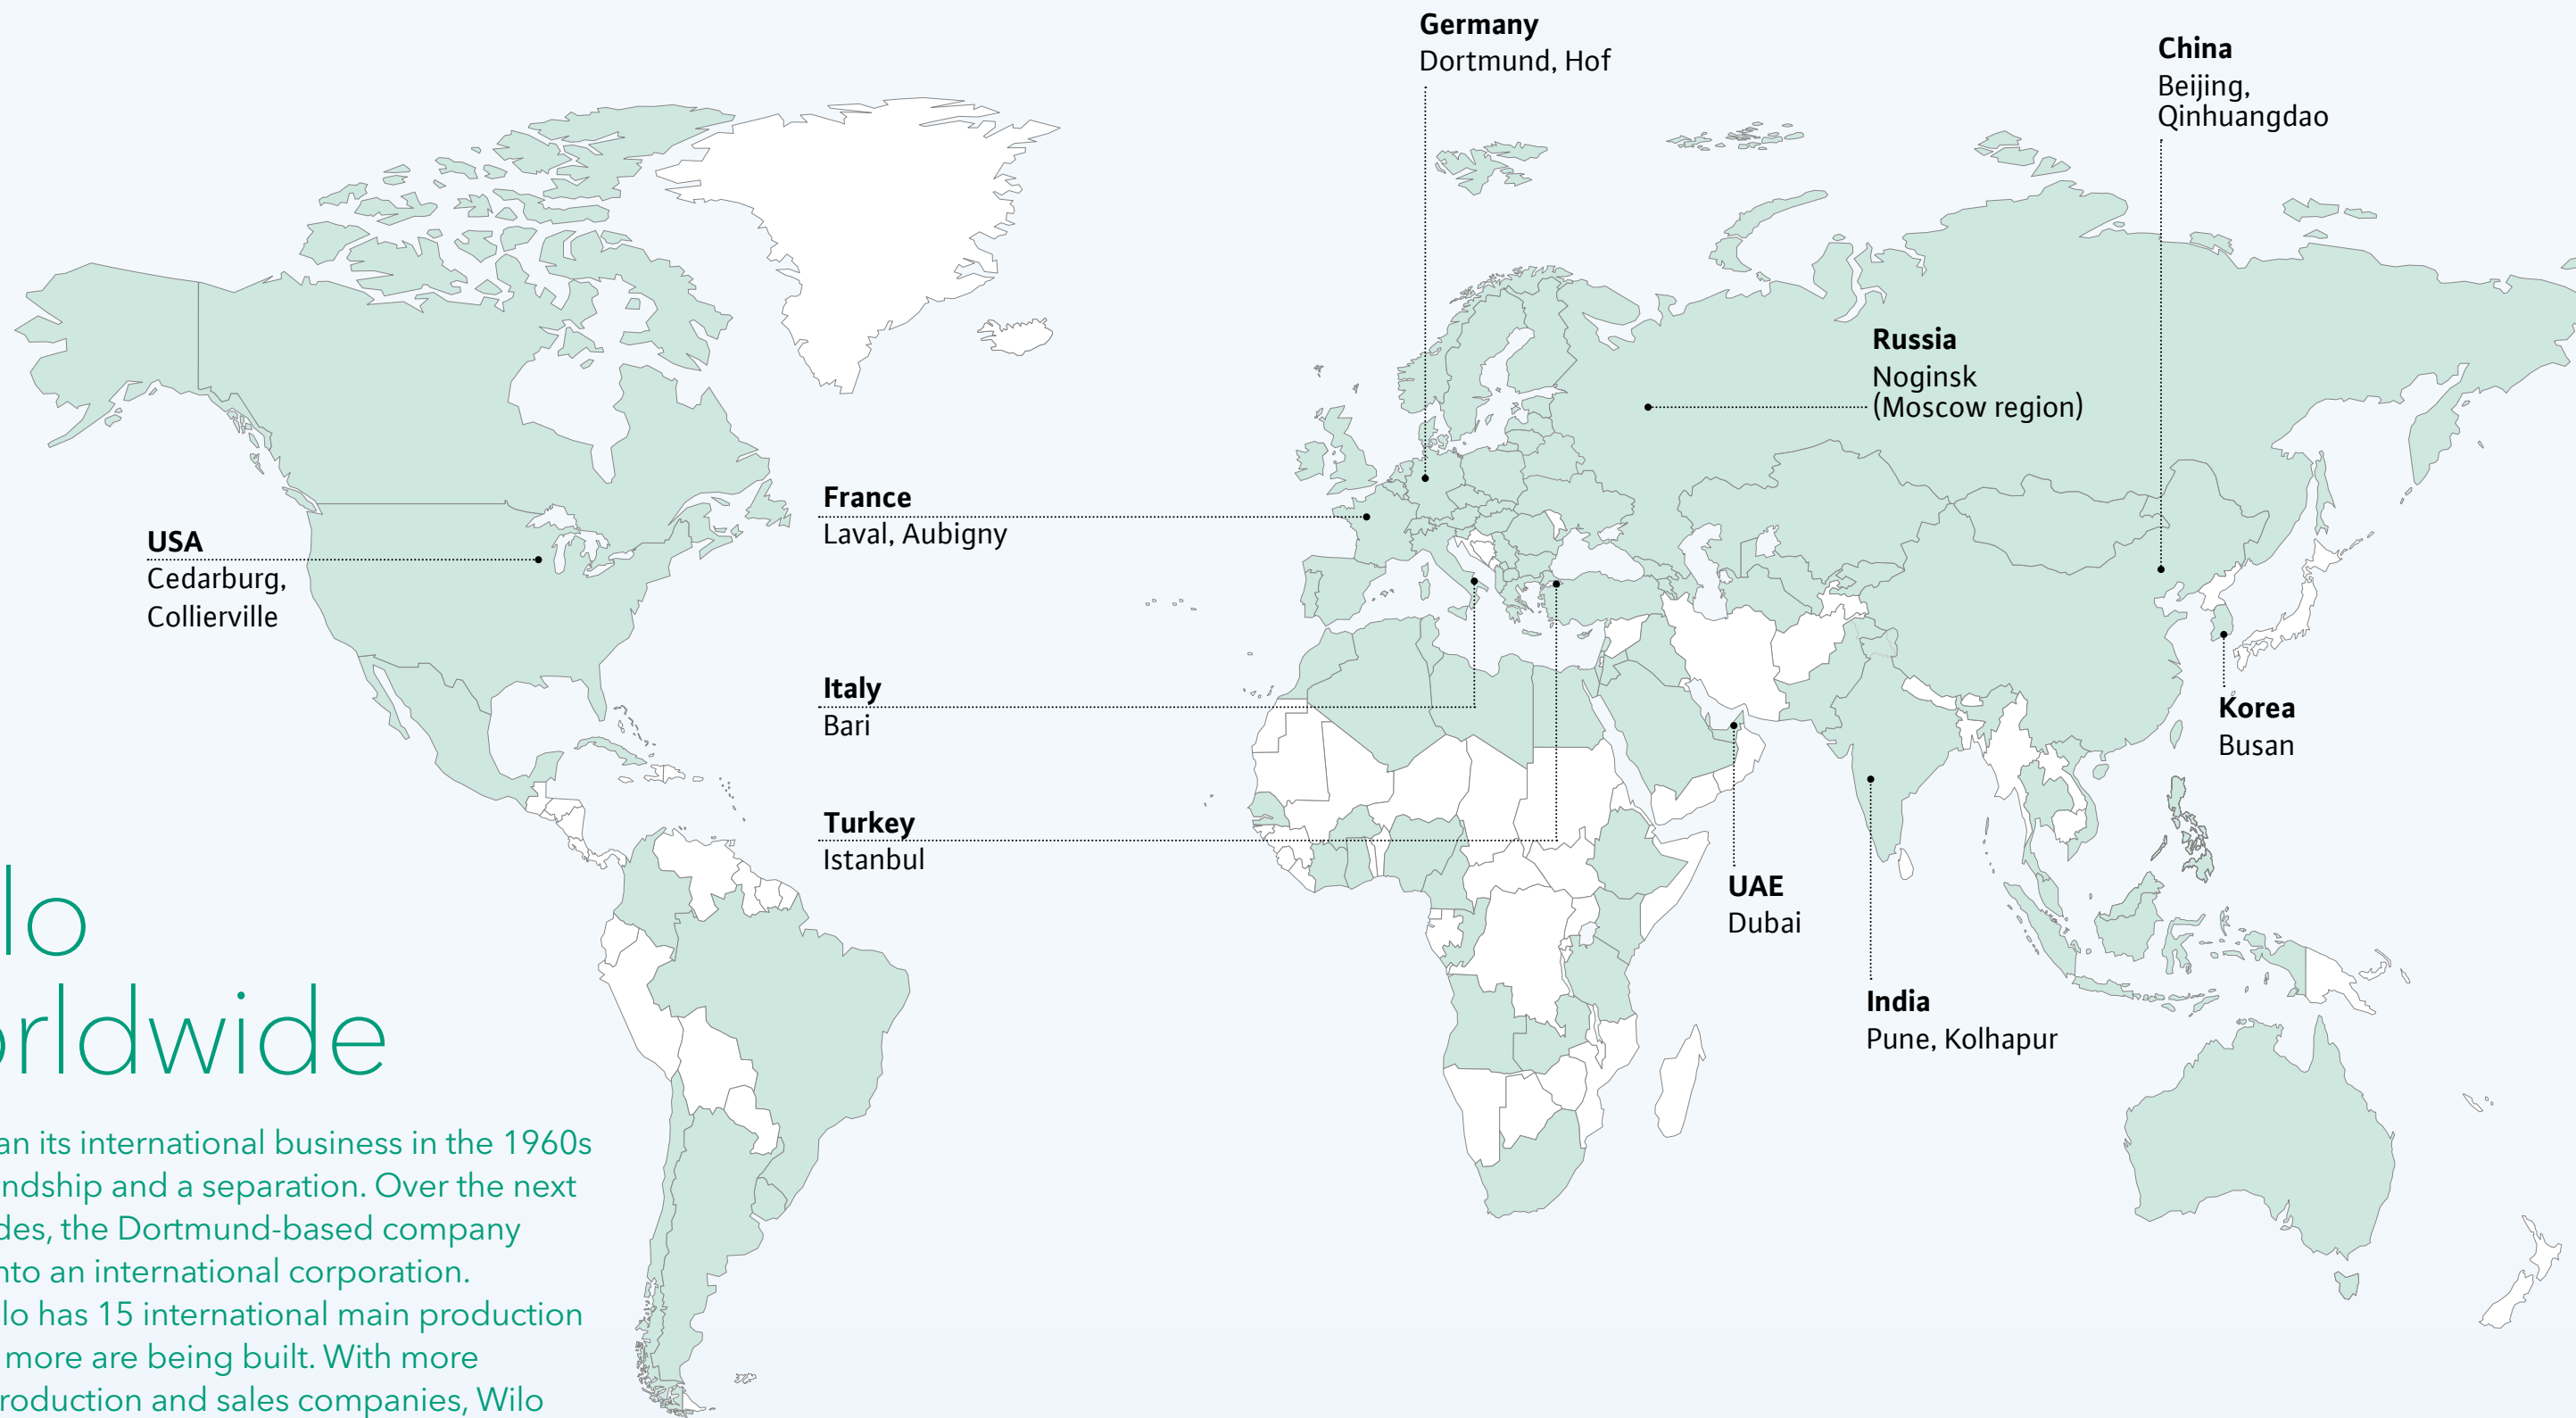 Germany
Dortmund, Hof
China
Beijing,
Qinhuangdao
Russia
Noginsk
(Moscow region)
France
Laval, Aubigny
USA
Cedarburg,
Collierville
Italy
Bari
Korea
Busan
Turkey
Istanbul
UAE
Dubai
India
Pune, Kolhapur
lo
orldwide
an its international business in the 1960s
ndship and a separation. Over the next
des, the Dortmund-based company
nto an international corporation.
lo has 15 international main production
more are being built. With more
roduction and sales companies, Wilo